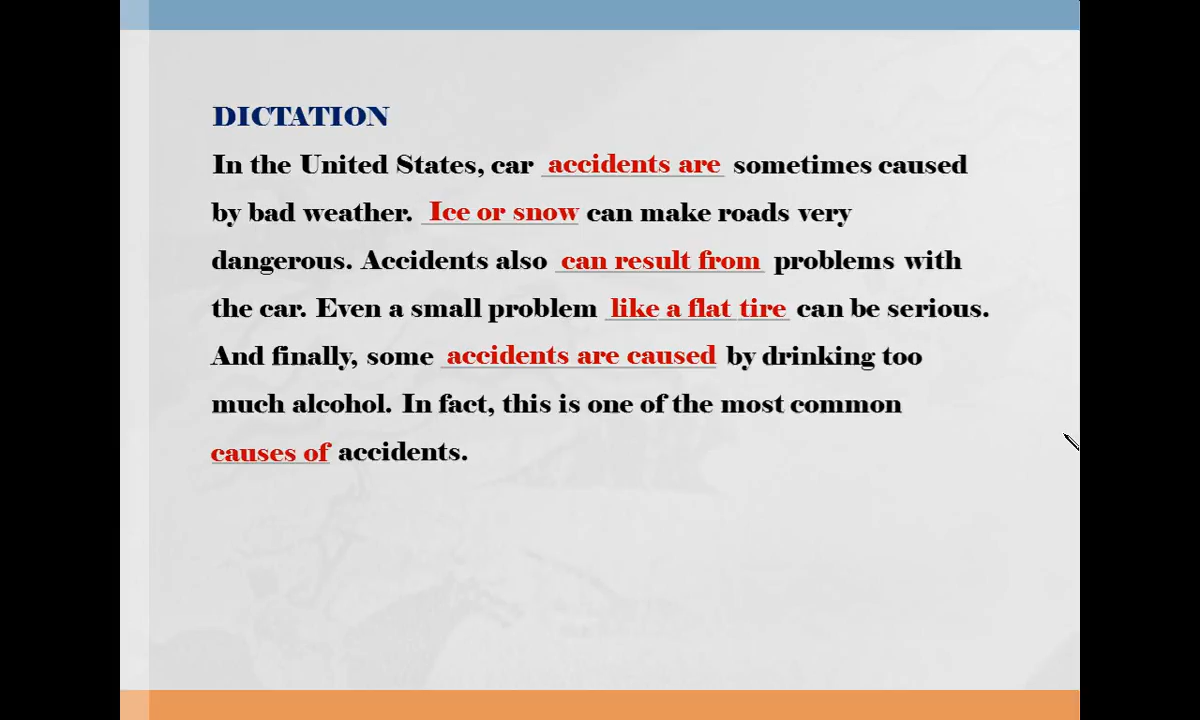 DICTATION
In the United States, car accidents are sometimes caused
by bad weather. Ice or snow can make roads very
dangerous. Accidents also can result from problems with
the car. Even a small problem like a flat tire can be serious.
And finally, some accidents are caused by drinking too
much alcohol. In fact, this is one of the most common
causes of accidents.